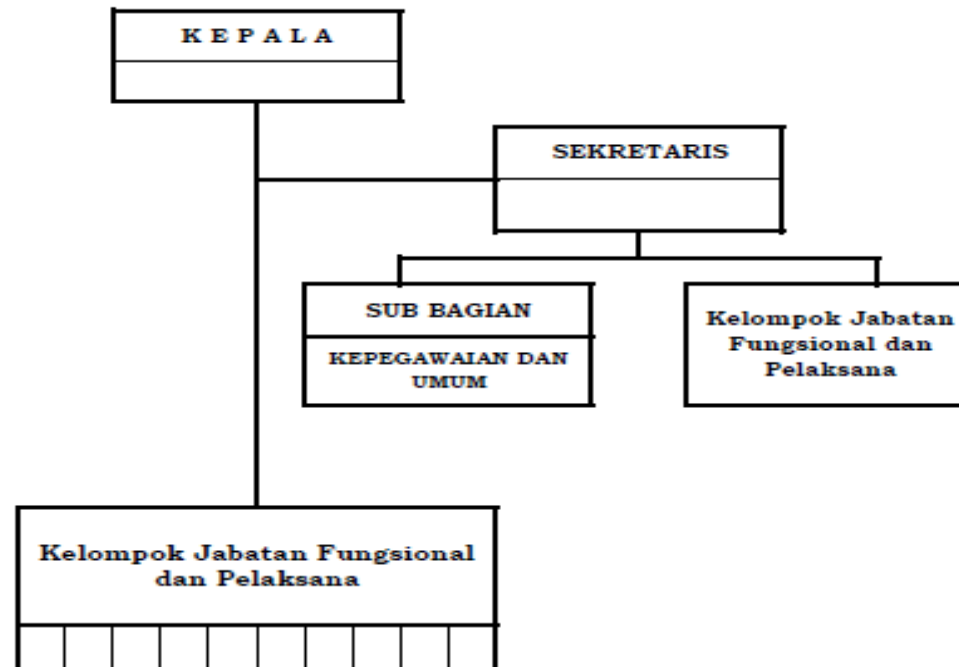 K E P A L A
SEKRETARIS
SUB BAGIAN
KEPEGAWAIAN DAN
UMUM
Kelompok Jabatan
Fungsional dan
Pelaksana
Kelompok Jabatan Fungsional
dan Pelaksana